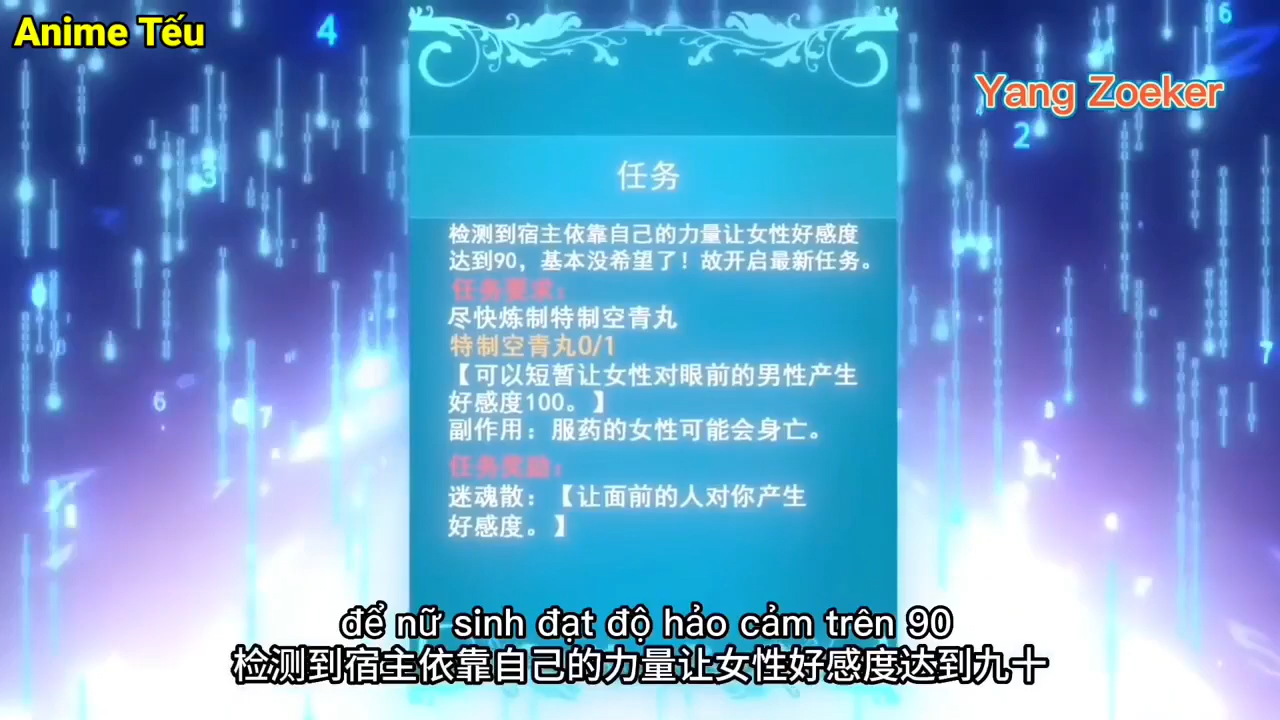 Anime Tếu
Yang Zoeker
任务
检测到宿主依靠自己的力量让女性好感度
达到90，基本没希望了！故开启最新任务。
任务要求：
尽快炼制特制空青丸
特制空青丸0/1
【可以短暂让女性对眼前的男性产生
好感度100。】
副作用：服药的女性可能会身亡。
任务奖励：
迷魂散：【让面前的人对你产生
好感度。】
để nữ sinh đạt độ hảo cảm trên 90
检测到宿主依靠自己的力量让女性好感度达到九十